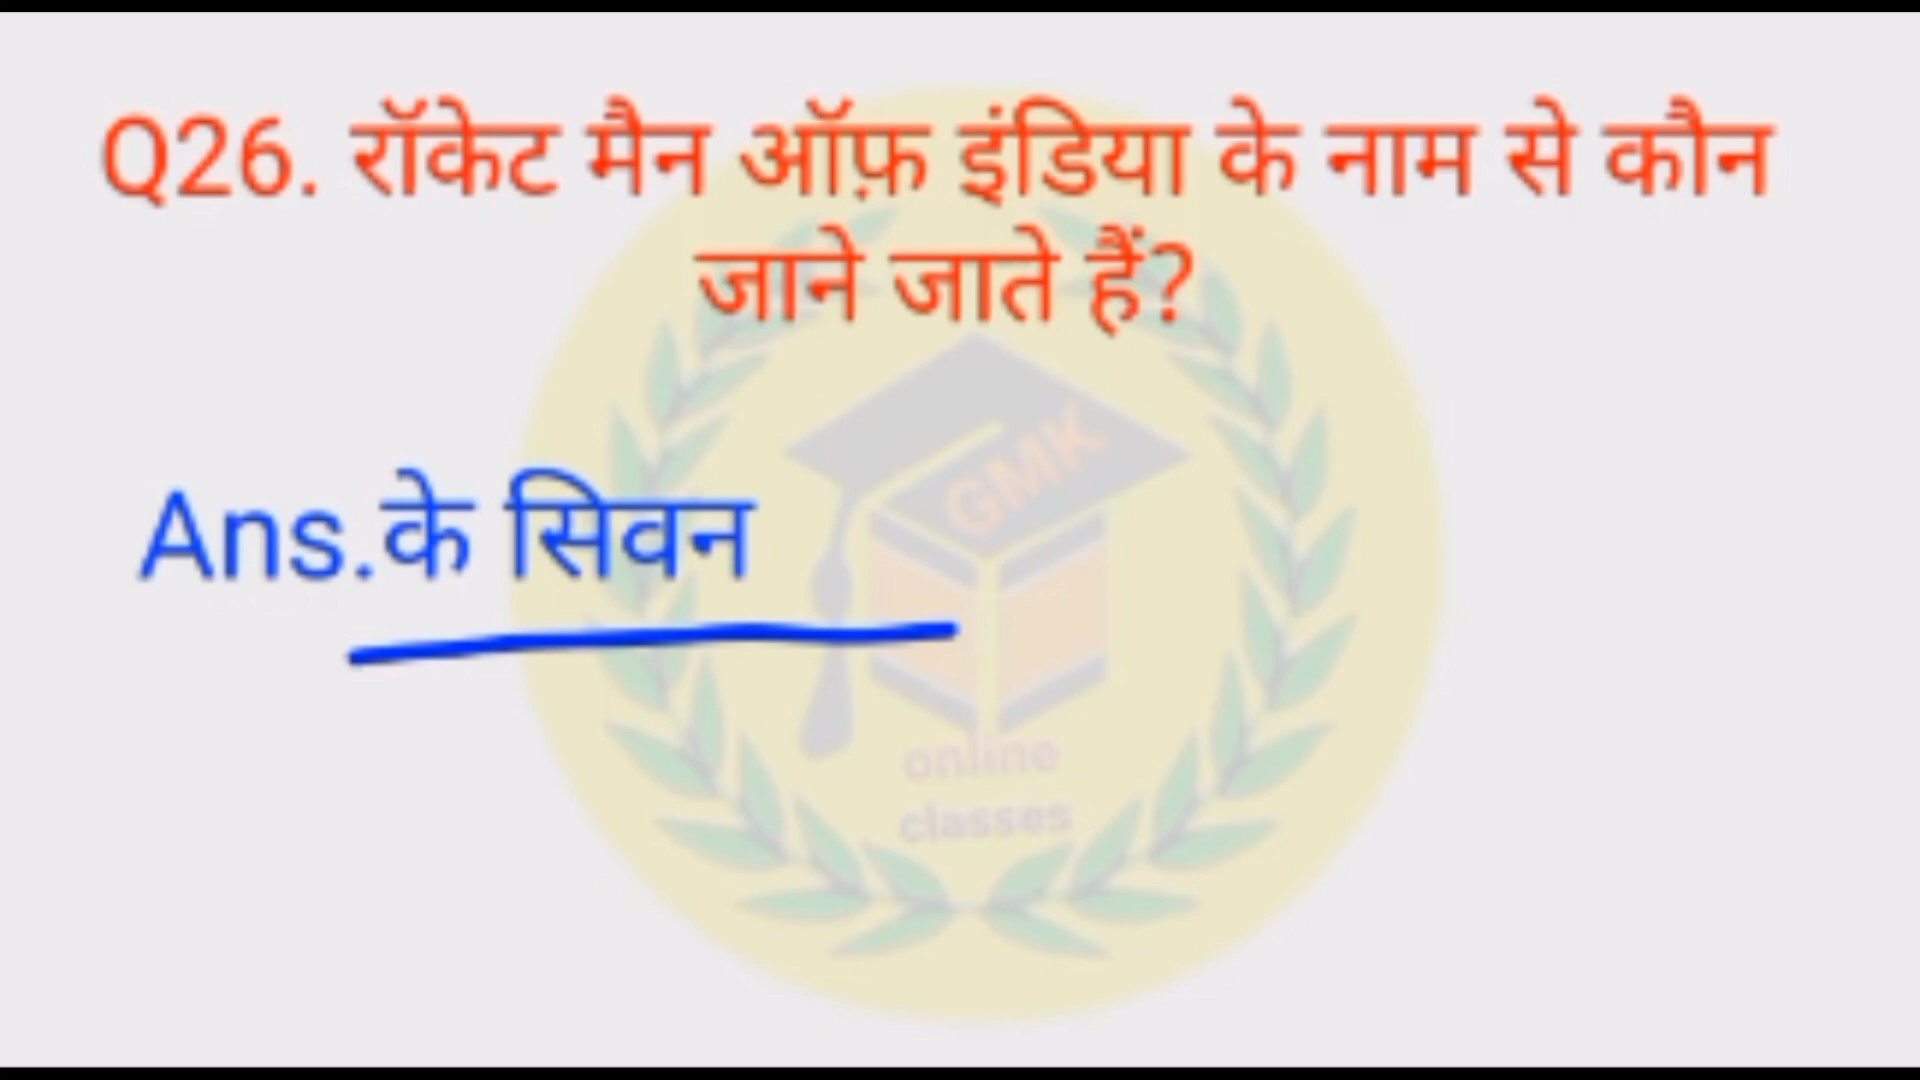 Q26. रॉकेट मैन ऑफ़ इंडिया के नाम से कौन
जाने जाते हैं?
Ans.के सिवन
GMK
online
classes